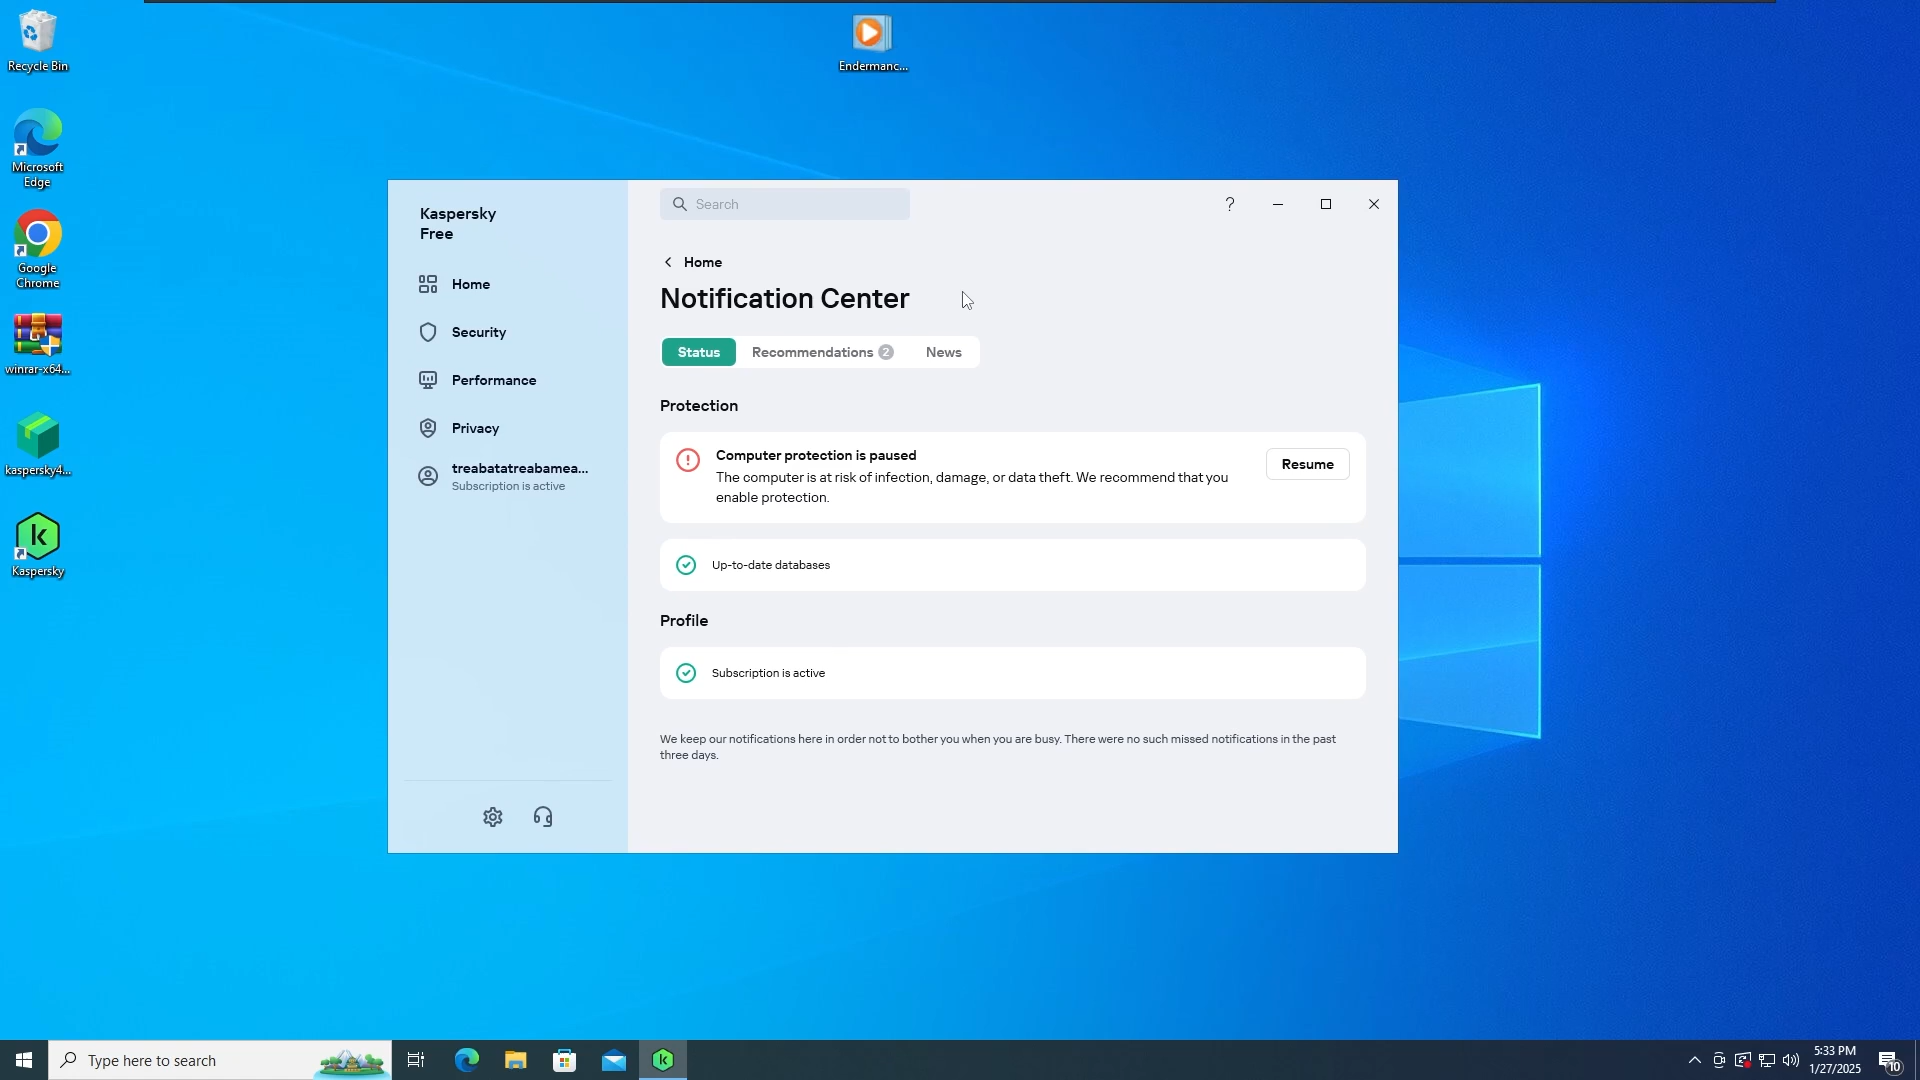 Recycle Bin
Endermanc...
Microsoft
Edge
Google
Chrome
winrar-x64...
kaspersky4...
Kaspersky
Kaspersky
Free
Home
Security
Performance
Privacy
treabatatreabamea...
Subscription is active
Search
?
Home
Notification Center
Status
Recommendations 2
News
Protection
Computer protection is paused
The computer is at risk of infection, damage, or data theft. We recommend that you
enable protection.
Resume
Up-to-date databases
Profile
Subscription is active
We keep our notifications here in order not to bother you when you are busy. There were no such missed notifications in the past
three days.
Type here to search
5:33 PM
1/27/2025
10